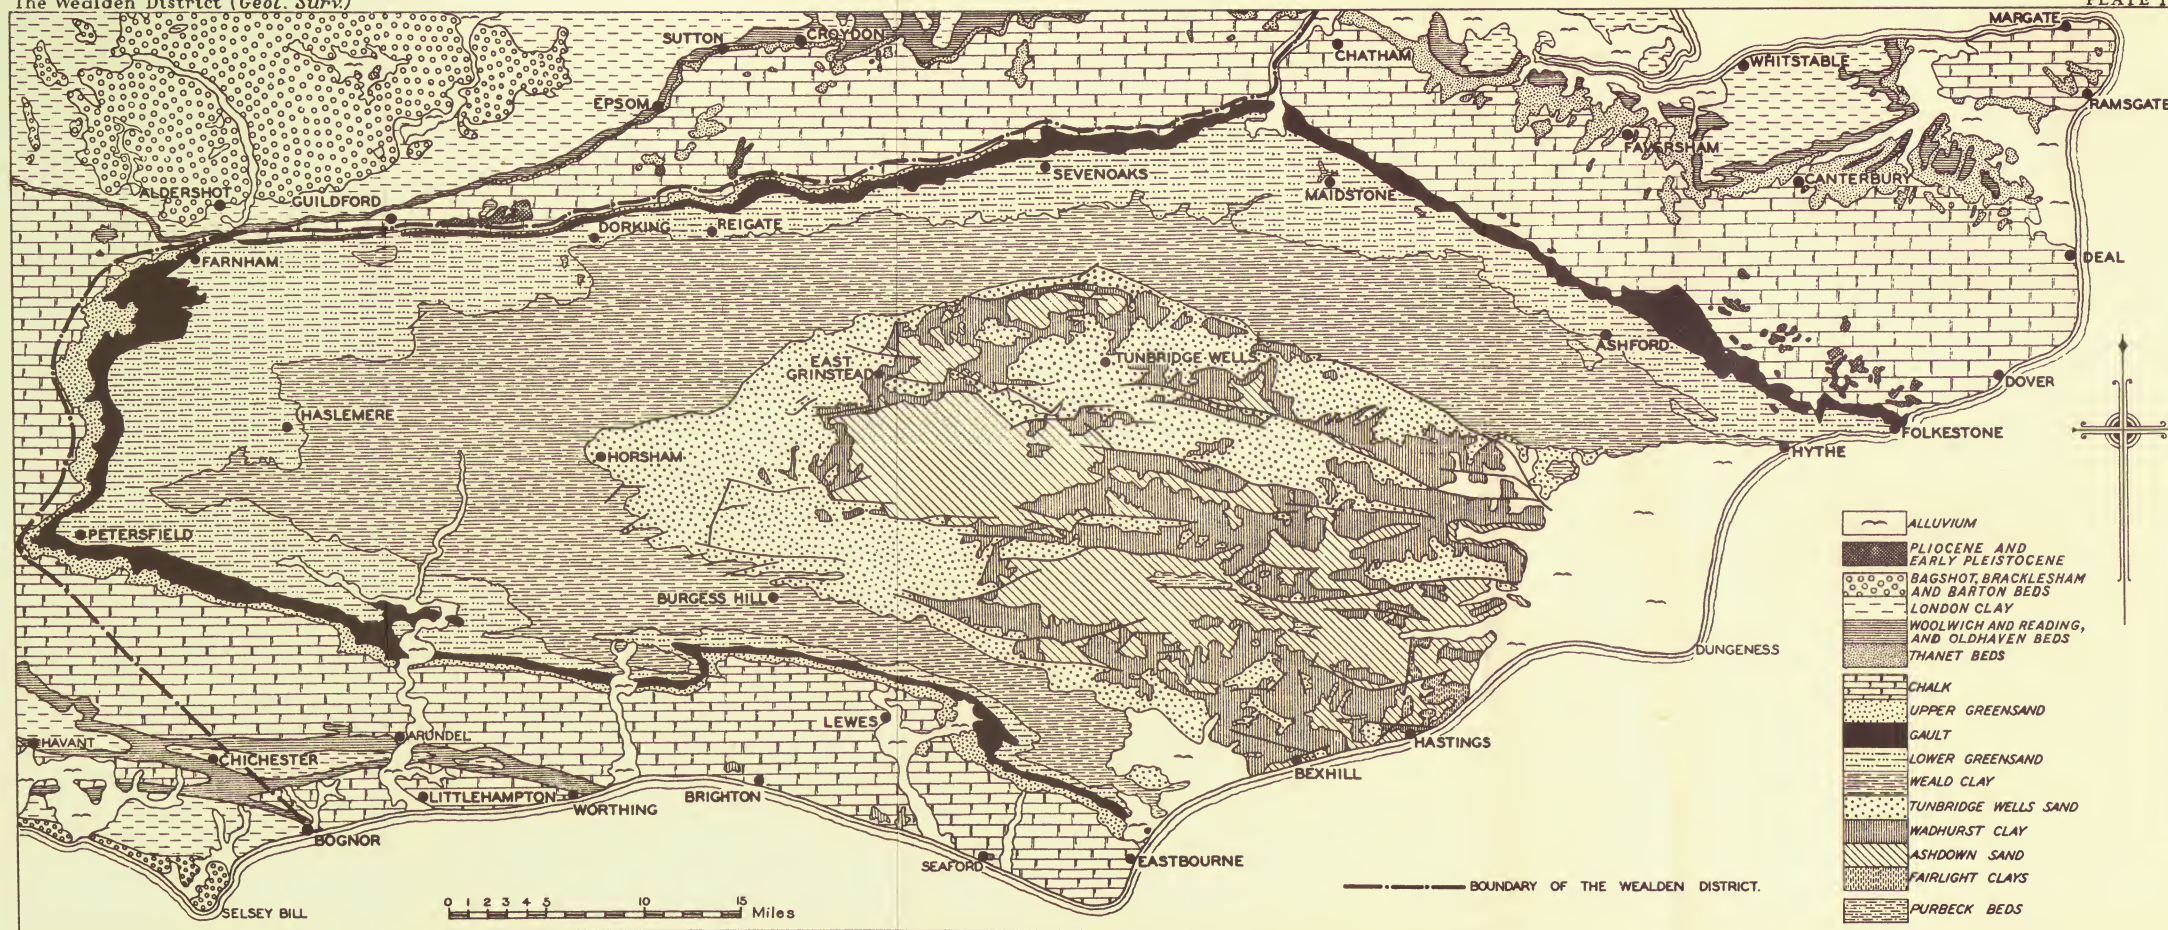 The Wealden District (Geol. Surv.)
PLATE I
MARGATE
SUTTON
CROYDON
CHATHAM
WHITSTABLE
EPSOM
RAMSGATE
FAVERSHAM
ALDERSHOT
SEVENOAKS
CANTERBURY
GUILDFORD
MAIDSTONE
DORKING
REIGATE
FARNHAM
DEAL
ASHFORD
EAST
GRINSTEAD
TUNBRIDGE WELLS
DOVER
HASLEMERE
FOLKESTONE
HORSHAM
HYTHE
PETERSFIELD
BURGESS HILL
DUNGENESS
LEWES
HAVANT
ARUNDEL
HASTINGS
CHICHESTER
BEXHILL
LITTLEHAMPTON
WORTHING
BRIGHTON
BOGNOR
SEAFORD
EASTBOURNE
SELSEY BILL
0 1 2 3 4 5 10 15 Miles
BOUNDARY OF THE WEALDEN DISTRICT.
ALLUVIUM
PLIOCENE AND
EARLY PLEISTOCENE
BAGSHOT, BRACKLESHAM
AND BARTON BEDS
LONDON CLAY
WOOLWICH AND READING,
AND OLDHAVEN BEDS
THANET BEDS
CHALK
UPPER GREENSAND
GAULT
LOWER GREENSAND
WEALD CLAY
TUNBRIDGE WELLS SAND
WADHURST CLAY
ASHDOWN SAND
FAIRLIGHT CLAYS
PURBECK BEDS